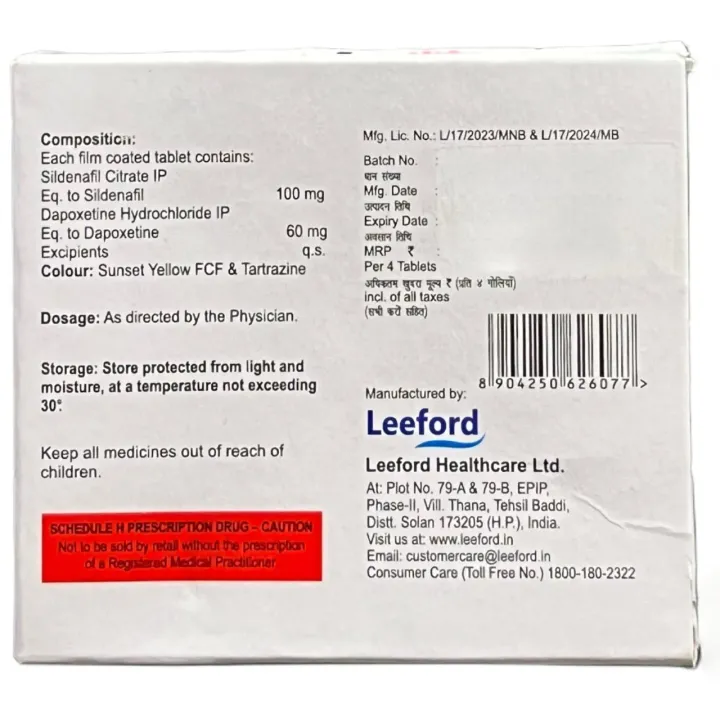 Composition:
Each film coated tablet contains:
Sildenafil Citrate IP
Eq. to Sildenafil 100 mg
Dapoxetine Hydrochloride IP
Eq. to Dapoxetine 60 mg
Excipients q.s.
Colour: Sunset Yellow FCF & Tartrazine
Dosage: As directed by the Physician.
Storage: Store protected from light and
moisture, at a temperature not exceeding
30°.
Keep all medicines out of reach of
children.
SCHEDULE H PRESCRIPTION DRUG - CAUTION
Not to be sold by retail without the prescription
of a Registered Medical Practitioner
Mfg. Lic. No.: L/17/2023/MNB & L/17/2024/MB
Batch No. :
घान संख्या
Mfg. Date :
उत्पादन तिथि
Expiry Date :
अवसान तिथि
MRP ₹ :
Per 4 Tablets
अधिकतम खुदरा मूल्य ₹ (प्रति ४ गोलियाँ)
incl. of all taxes
(सभी करों सहित)
8 904250 626077 >
Manufactured by:
Leeford
Leeford Healthcare Ltd.
At: Plot No. 79-A & 79-B, EPIP,
Phase-II, Vill. Thana, Tehsil Baddi,
Distt. Solan 173205 (H.P.), India.
Visit us at: www.leeford.in
Email: customercare@leeford.in
Consumer Care (Toll Free No.) 1800-180-2322